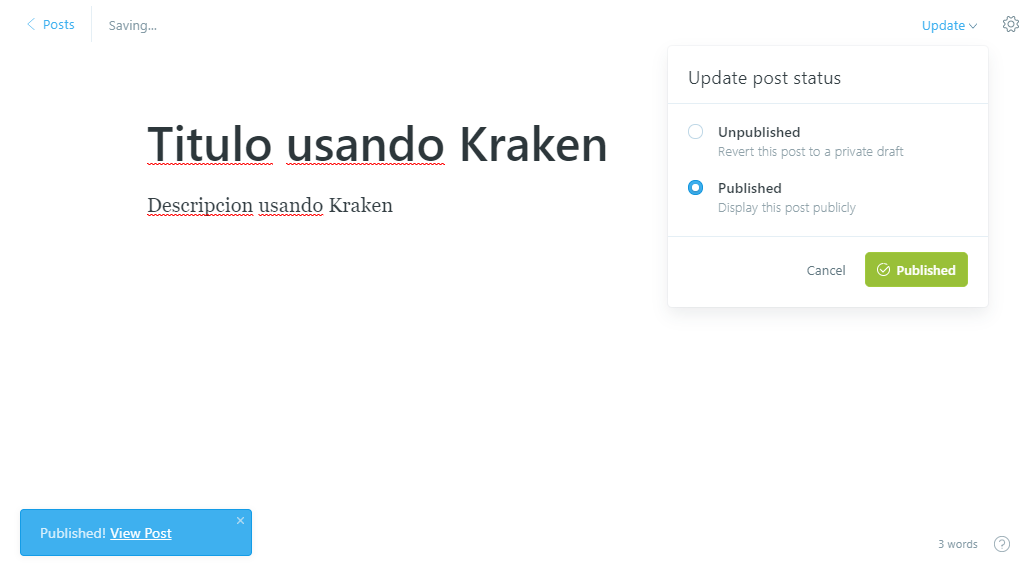 Posts
Saving...
Update
Update post status
Unpublished
Revert this post to a private draft
Published
Display this post publicly
Cancel
Published
Titulo usando Kraken
Descripcion usando Kraken
Published! View Post
3 words